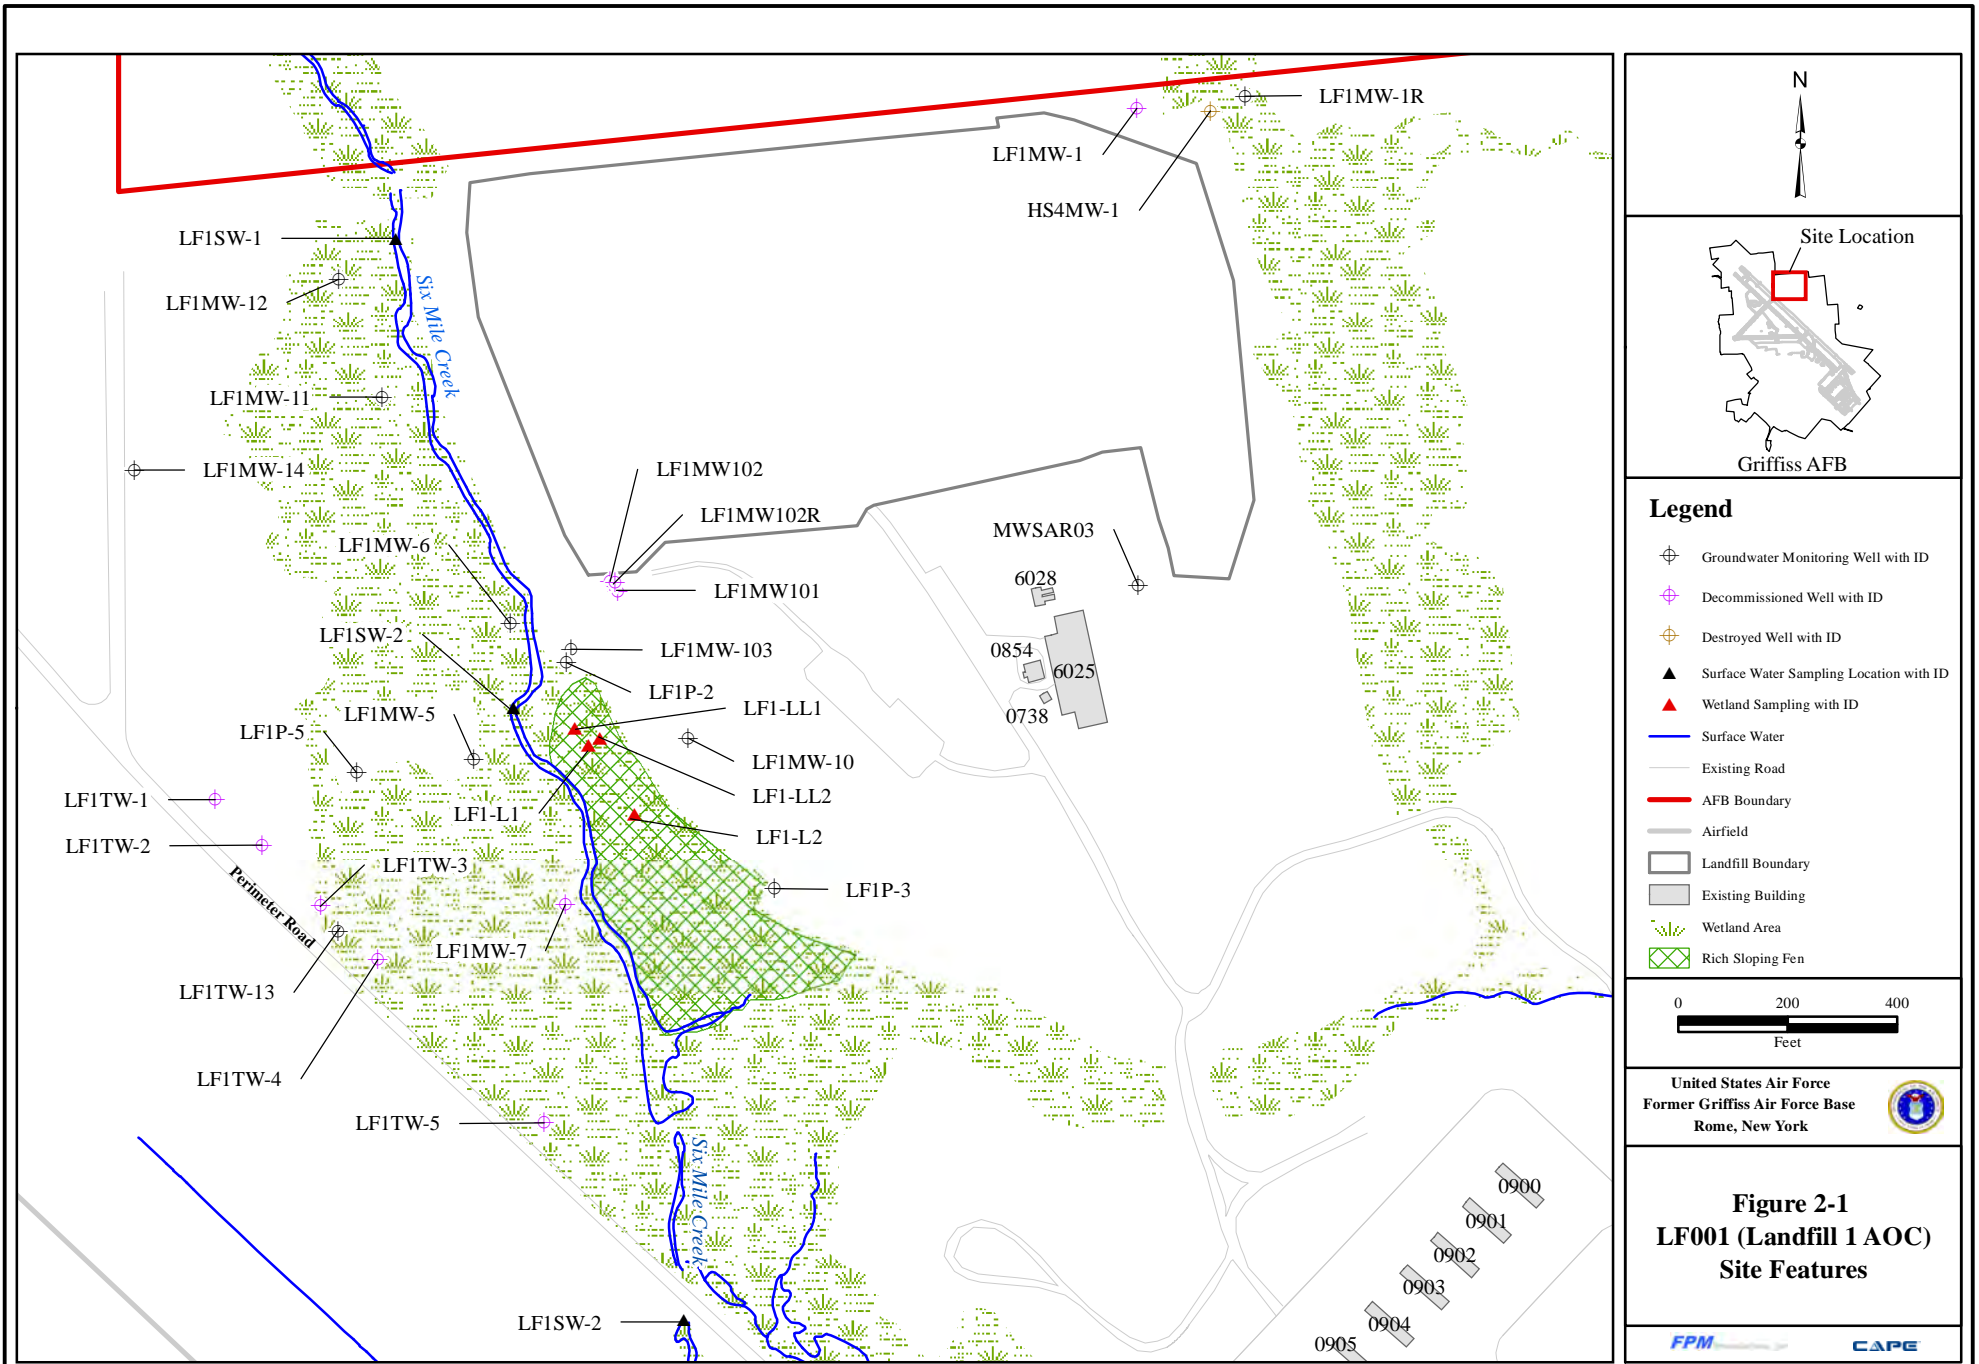 LF1MW-1R
LF1MW-1
HS4MW-1
LF1SW-1
LF1MW-12
Six Mile Creek
LF1MW-11
LF1MW-14
LF1MW102
LF1MW102R
LF1MW-6
MWSAR03
6028
LF1MW101
LF1SW-2
0854
6025
LF1MW-103
LF1P-2
LF1-LL1
LF1MW-5
0738
LF1P-5
LF1MW-10
LF1TW-1
LF1-LL2
LF1-L1
LF1-L2
LF1TW-2
LF1TW-3
LF1P-3
Perimeter Road
LF1MW-7
LF1TW-13
LF1TW-4
LF1TW-5
Six Mile Creek
0900
0901
0902
0903
0904
0905
LF1SW-2
N
Site Location
Griffiss AFB
Legend
Groundwater Monitoring Well with ID
Decommissioned Well with ID
Destroyed Well with ID
Surface Water Sampling Location with ID
Wetland Sampling with ID
Surface Water
Existing Road
AFB Boundary
Airfield
Landfill Boundary
Existing Building
Wetland Area
Rich Sloping Fen
0 200 400
Feet
United States Air Force
Former Griffiss Air Force Base
Rome, New York
Figure 2-1
LF001 (Landfill 1 AOC)
Site Features
FPM
CAPE